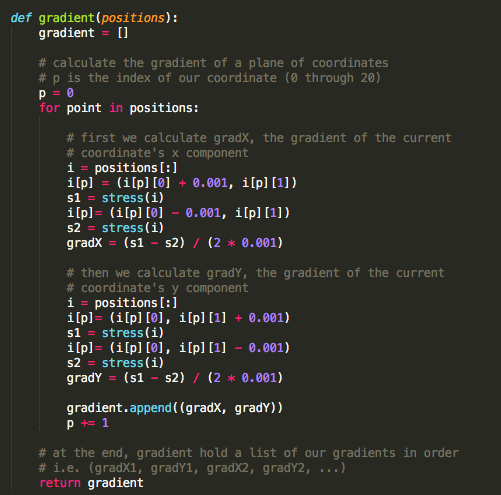 def gradient(positions):
    gradient = []

    # calculate the gradient of a plane of coordinates
    # p is the index of our coordinate (0 through 20)
    p = 0
    for point in positions:

        # first we calculate gradX, the gradient of the current
        # coordinate's x component
        i = positions[:]
        i[p] = (i[p][0] + 0.001, i[p][1])
        s1 = stress(i)
        i[p]= (i[p][0] - 0.001, i[p][1])
        s2 = stress(i)
        gradX = (s1 - s2) / (2 * 0.001)

        # then we calculate gradY, the gradient of the current
        # coordinate's y component
        i = positions[:]
        i[p]= (i[p][0], i[p][1] + 0.001)
        s1 = stress(i)
        i[p]= (i[p][0], i[p][1] - 0.001)
        s2 = stress(i)
        gradY = (s1 - s2) / (2 * 0.001)

        gradient.append((gradX, gradY))
        p += 1

    # at the end, gradient hold a list of our gradients in order
    # i.e. (gradX1, gradY1, gradX2, gradY2, ...)
    return gradient